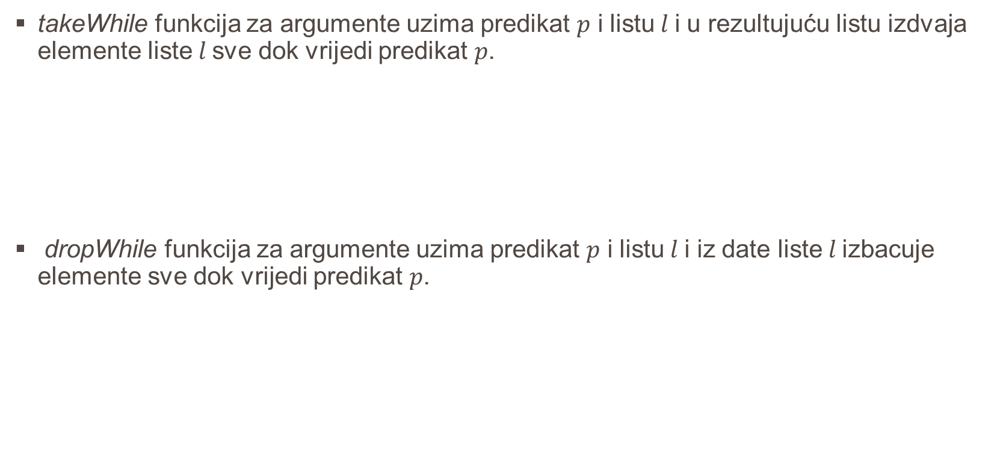 ▪ takeWhile funkcija za argumente uzima predikat p i listu l i u rezultujuću listu izdvaja
elemente liste l sve dok vrijedi predikat p.
▪ dropWhile funkcija za argumente uzima predikat p i listu l i iz date liste l izbacuje
elemente sve dok vrijedi predikat p.